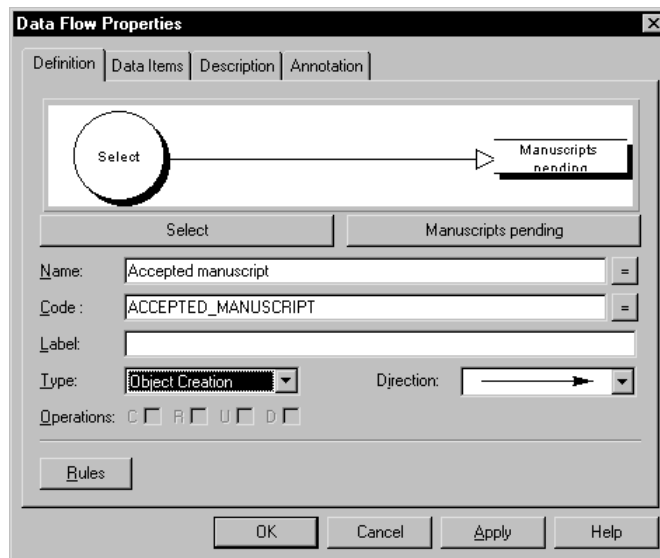 Data Flow Properties
Definition Data Items Description Annotation
Select
Manuscripts
pending
Select Manuscripts pending
Name: Accepted manuscript =
Code : ACCEPTED_MANUSCRIPT =
Label:
Type: Object Creation Direction:
Operations: C R U D
Rules
OK Cancel Apply Help